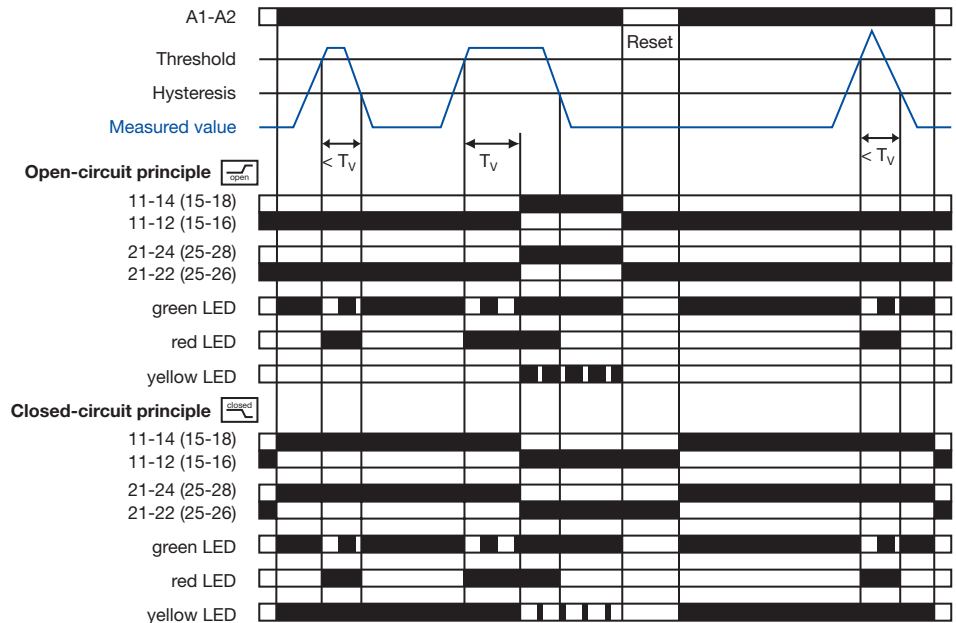 A1-A2
Reset
Threshold
Hysteresis
Measured value
< TV
TV
< TV
Open-circuit principle open
11-14 (15-18)
11-12 (15-16)
21-24 (25-28)
21-22 (25-26)
green LED
red LED
yellow LED
Closed-circuit principle closed
11-14 (15-18)
11-12 (15-16)
21-24 (25-28)
21-22 (25-26)
green LED
red LED
yellow LED